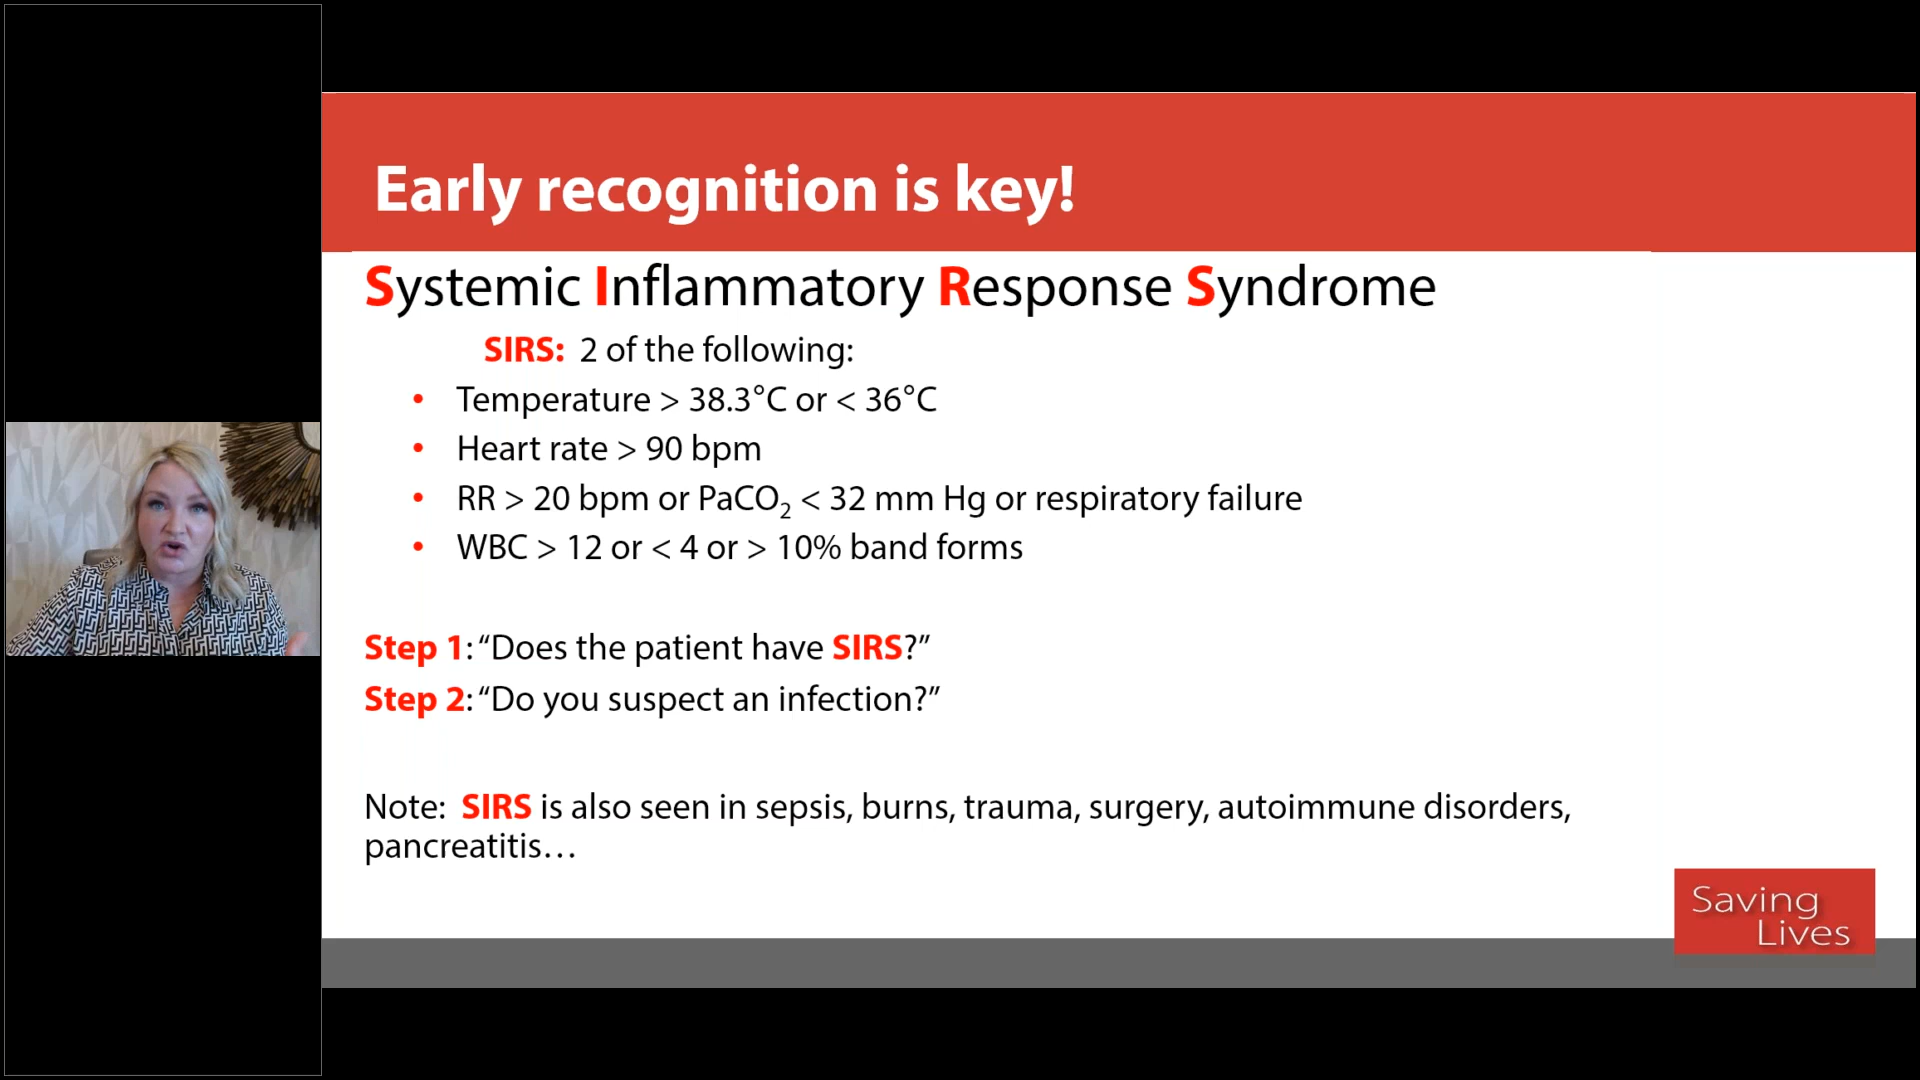 Early recognition is key!
Systemic Inflammatory Response Syndrome
SIRS: 2 of the following:
• Temperature > 38.3°C or < 36°C
• Heart rate > 90 bpm
• RR > 20 bpm or PaCO₂ < 32 mm Hg or respiratory failure
• WBC > 12 or < 4 or > 10% band forms
Step 1: “Does the patient have SIRS?”
Step 2: “Do you suspect an infection?”
Note: SIRS is also seen in sepsis, burns, trauma, surgery, autoimmune disorders,
pancreatitis…
Saving
Lives